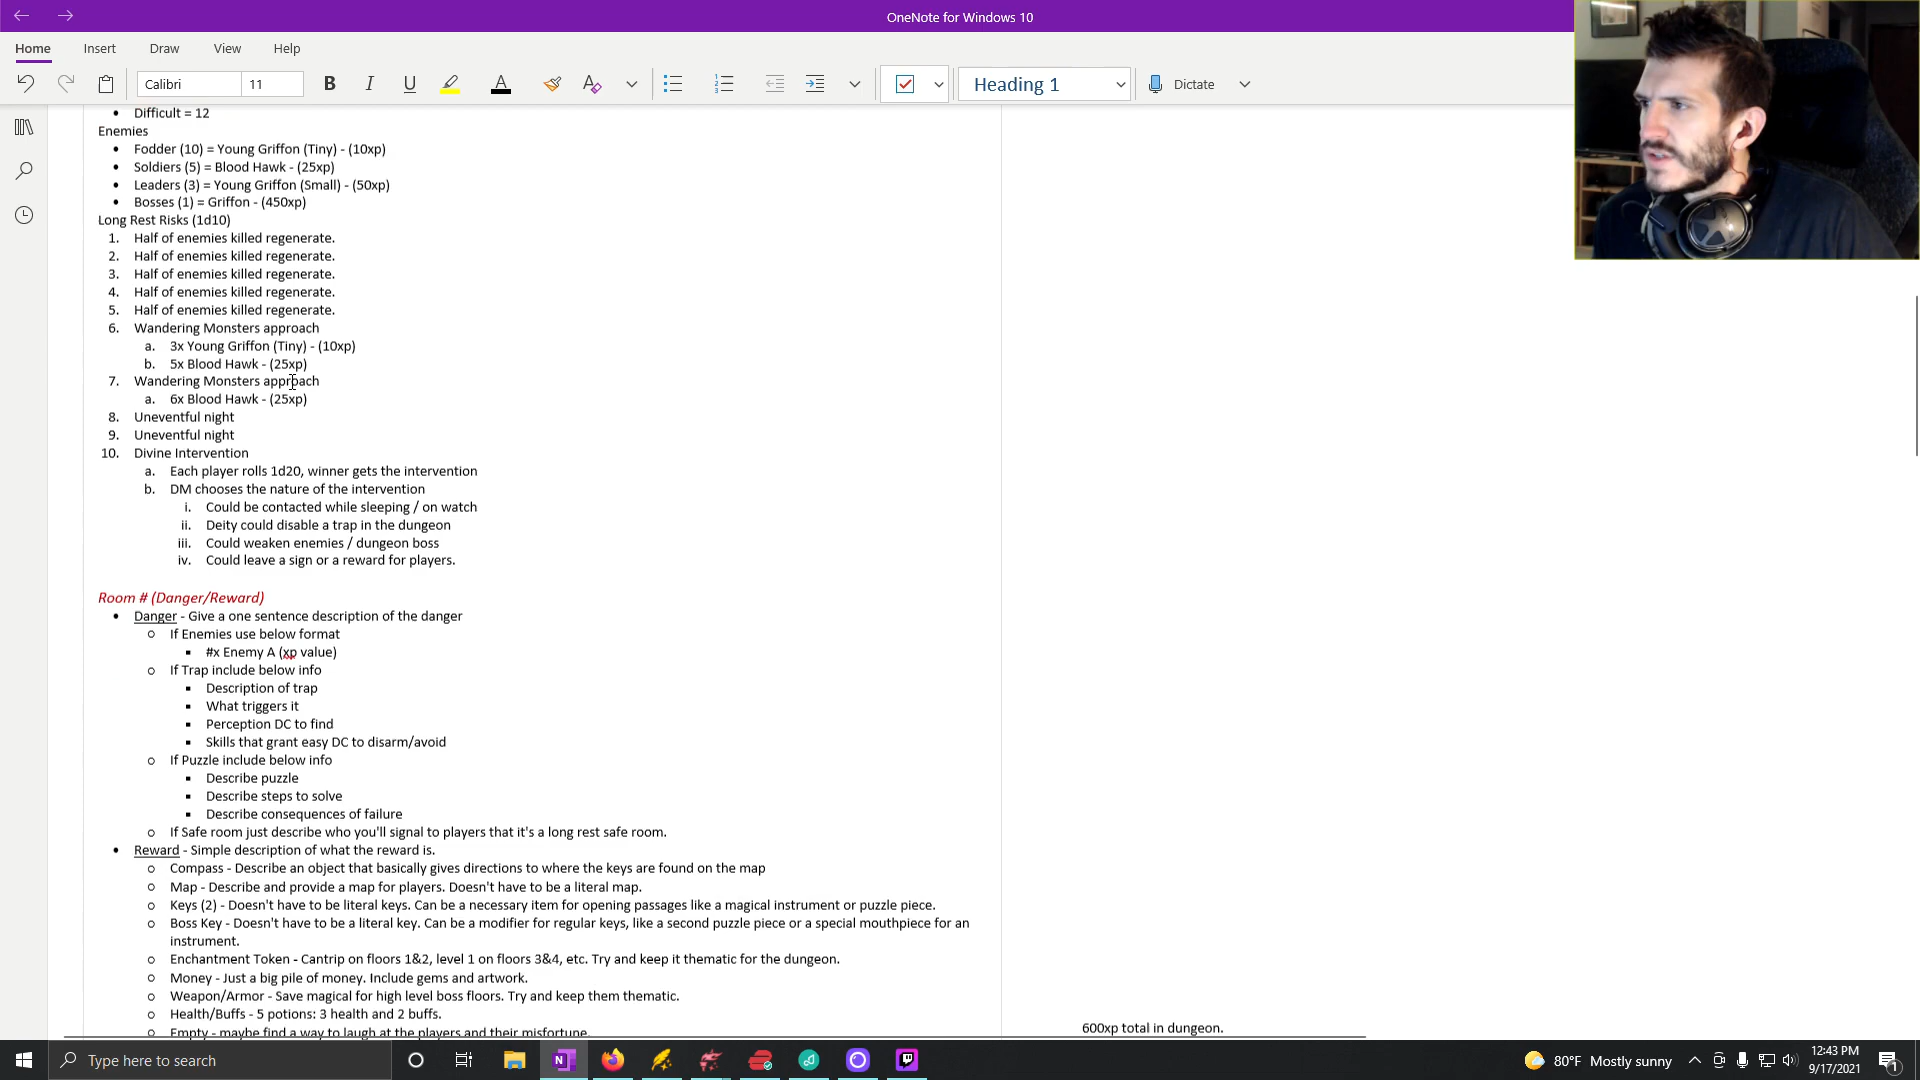 OneNote for Windows 10
Home Insert Draw View Help
Calibri 11 B I U A A Heading 1 Dictate
• Difficult = 12
Enemies
• Fodder (10) = Young Griffon (Tiny) - (10xp)
• Soldiers (5) = Blood Hawk - (25xp)
• Leaders (3) = Young Griffon (Small) - (50xp)
• Bosses (1) = Griffon - (450xp)
Long Rest Risks (1d10)
1. Half of enemies killed regenerate.
2. Half of enemies killed regenerate.
3. Half of enemies killed regenerate.
4. Half of enemies killed regenerate.
5. Half of enemies killed regenerate.
6. Wandering Monsters approach
a. 3x Young Griffon (Tiny) - (10xp)
b. 5x Blood Hawk - (25xp)
7. Wandering Monsters approach
a. 6x Blood Hawk - (25xp)
8. Uneventful night
9. Uneventful night
10. Divine Intervention
a. Each player rolls 1d20, winner gets the intervention
b. DM chooses the nature of the intervention
i. Could be contacted while sleeping / on watch
ii. Deity could disable a trap in the dungeon
iii. Could weaken enemies / dungeon boss
iv. Could leave a sign or a reward for players.
Room # (Danger/Reward)
• Danger - Give a one sentence description of the danger
o If Enemies use below format
▪ #x Enemy A (xp value)
o If Trap include below info
▪ Description of trap
▪ What triggers it
▪ Perception DC to find
▪ Skills that grant easy DC to disarm/avoid
o If Puzzle include below info
▪ Describe puzzle
▪ Describe steps to solve
▪ Describe consequences of failure
o If Safe room just describe who you'll signal to players that it's a long rest safe room.
• Reward - Simple description of what the reward is.
o Compass - Describe an object that basically gives directions to where the keys are found on the map
o Map - Describe and provide a map for players. Doesn't have to be a literal map.
o Keys (2) - Doesn't have to be literal keys. Can be a necessary item for opening passages like a magical instrument or puzzle piece.
o Boss Key - Doesn't have to be a literal key. Can be a modifier for regular keys, like a second puzzle piece or a special mouthpiece for an
instrument.
o Enchantment Token - Cantrip on floors 1&2, level 1 on floors 3&4, etc. Try and keep it thematic for the dungeon.
o Money - Just a big pile of money. Include gems and artwork.
o Weapon/Armor - Save magical for high level boss floors. Try and keep them thematic.
o Health/Buffs - 5 potions: 3 health and 2 buffs.
o Empty - maybe find a way to laugh at the players and their misfortune.
600xp total in dungeon.
Type here to search
80°F Mostly sunny
12:43 PM
9/17/2021
1